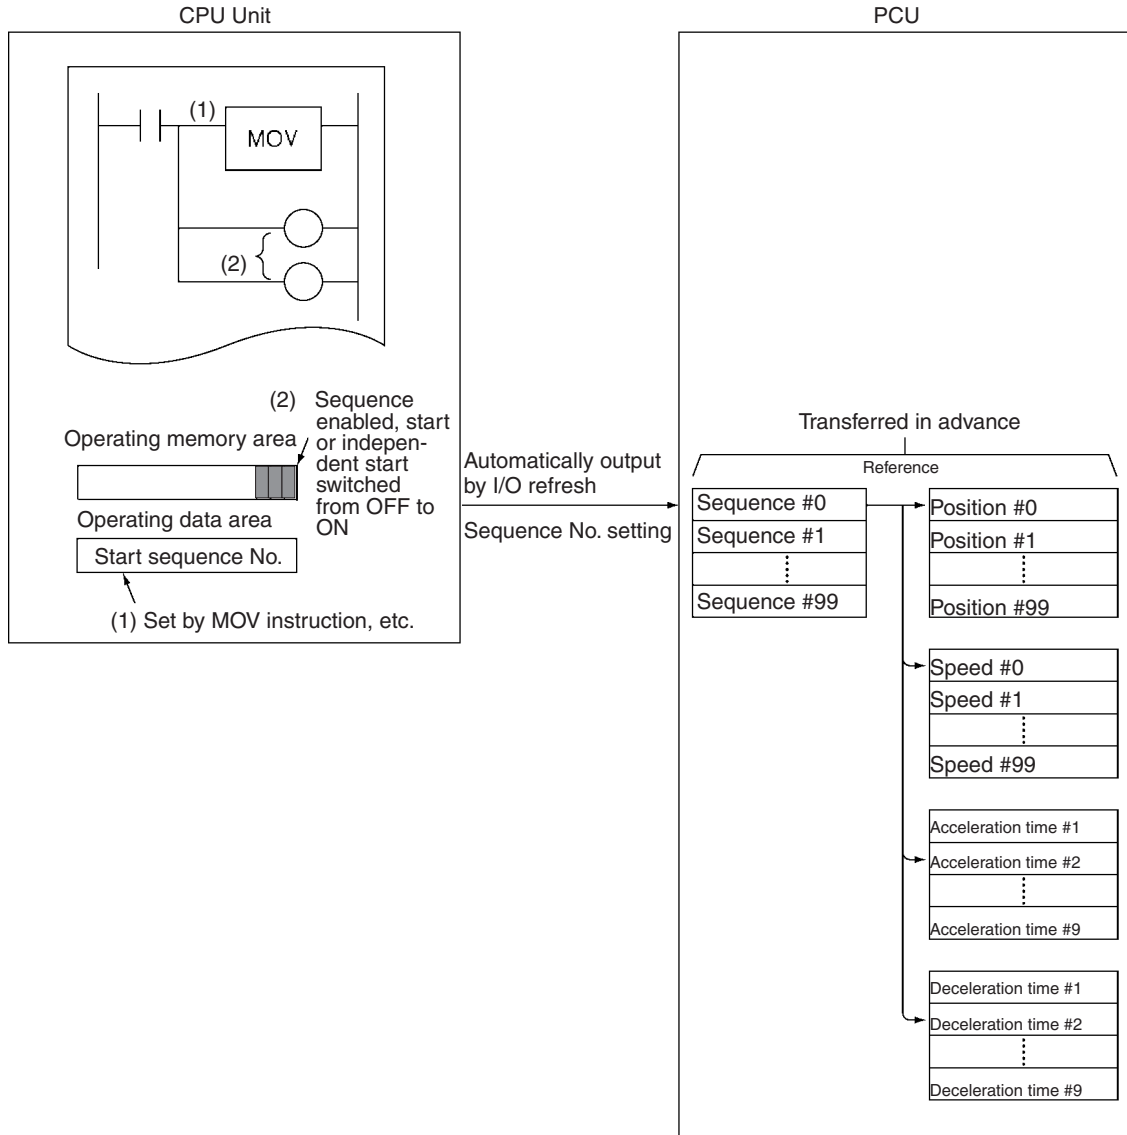 CPU Unit
PCU
(1)
MOV
(2)
(2) Sequence
enabled, start
or indepen-
dent start
switched
from OFF to
ON
Operating memory area
Operating data area
Start sequence No.
(1) Set by MOV instruction, etc.
Automatically output
by I/O refresh
Sequence No. setting
Transferred in advance
Reference
Sequence #0
Sequence #1
Sequence #99
Position #0
Position #1
Position #99
Speed #0
Speed #1
Speed #99
Acceleration time #1
Acceleration time #2
Acceleration time #9
Deceleration time #1
Deceleration time #2
Deceleration time #9